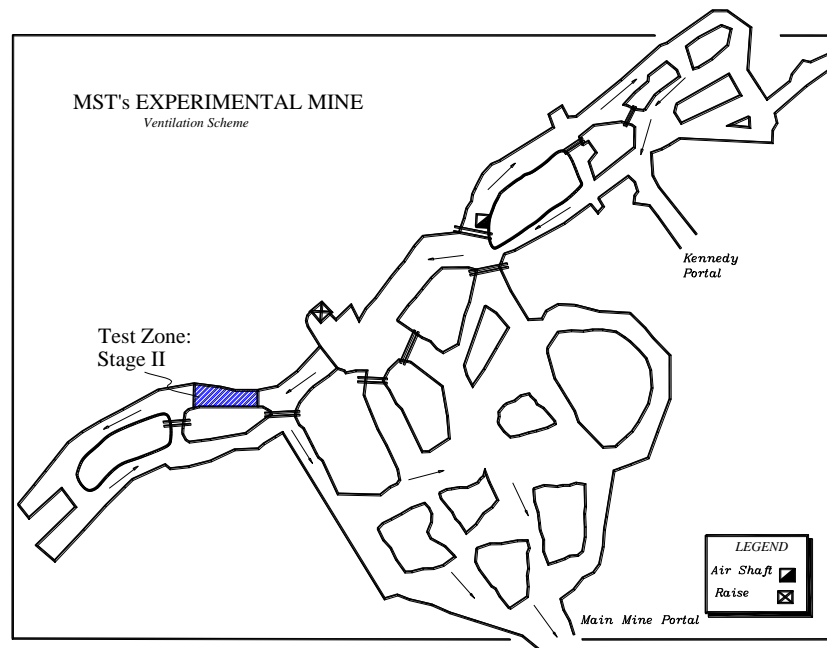 MST's EXPERIMENTAL MINE
Ventilation Scheme
Kennedy
Portal
Test Zone:
Stage II
LEGEND
Air Shaft
Raise
Main Mine Portal